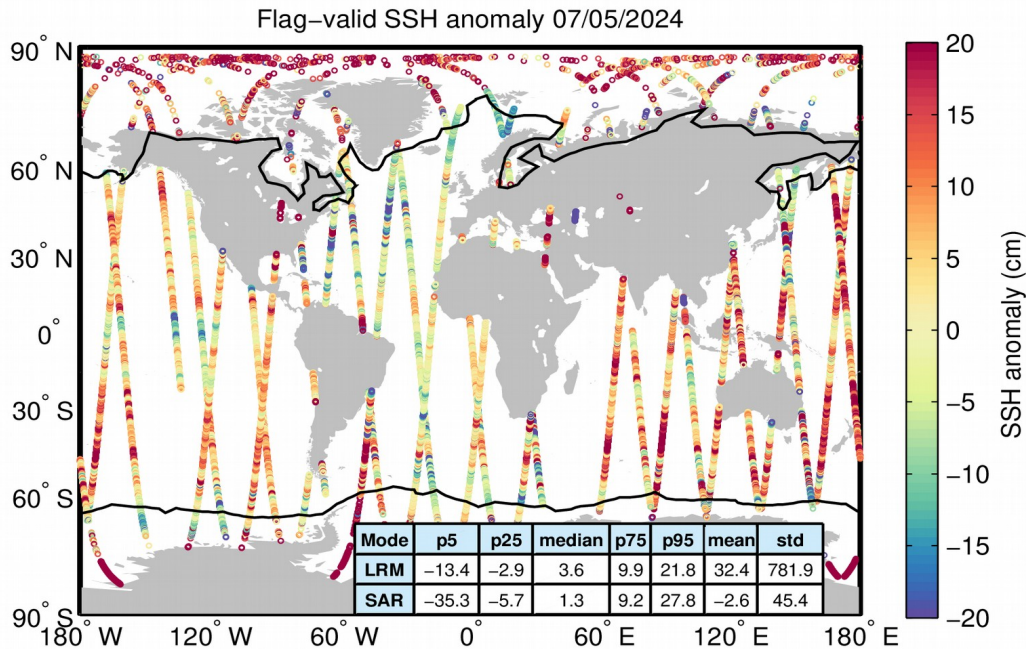 Flag−valid SSH anomaly 07/05/2024
90° N
60° N
30° N
0°
30° S
60° S
90° S
180° W 120° W 60° W 0° 60° E 120° E 180° E
Mode p5 p25 median p75 p95 mean std
LRM −13.4 −2.9 3.6 9.9 21.8 32.4 781.9
SAR −35.3 −5.7 1.3 9.2 27.8 −2.6 45.4
20
15
10
5
0
−5
−10
−15
−20
SSH anomaly (cm)